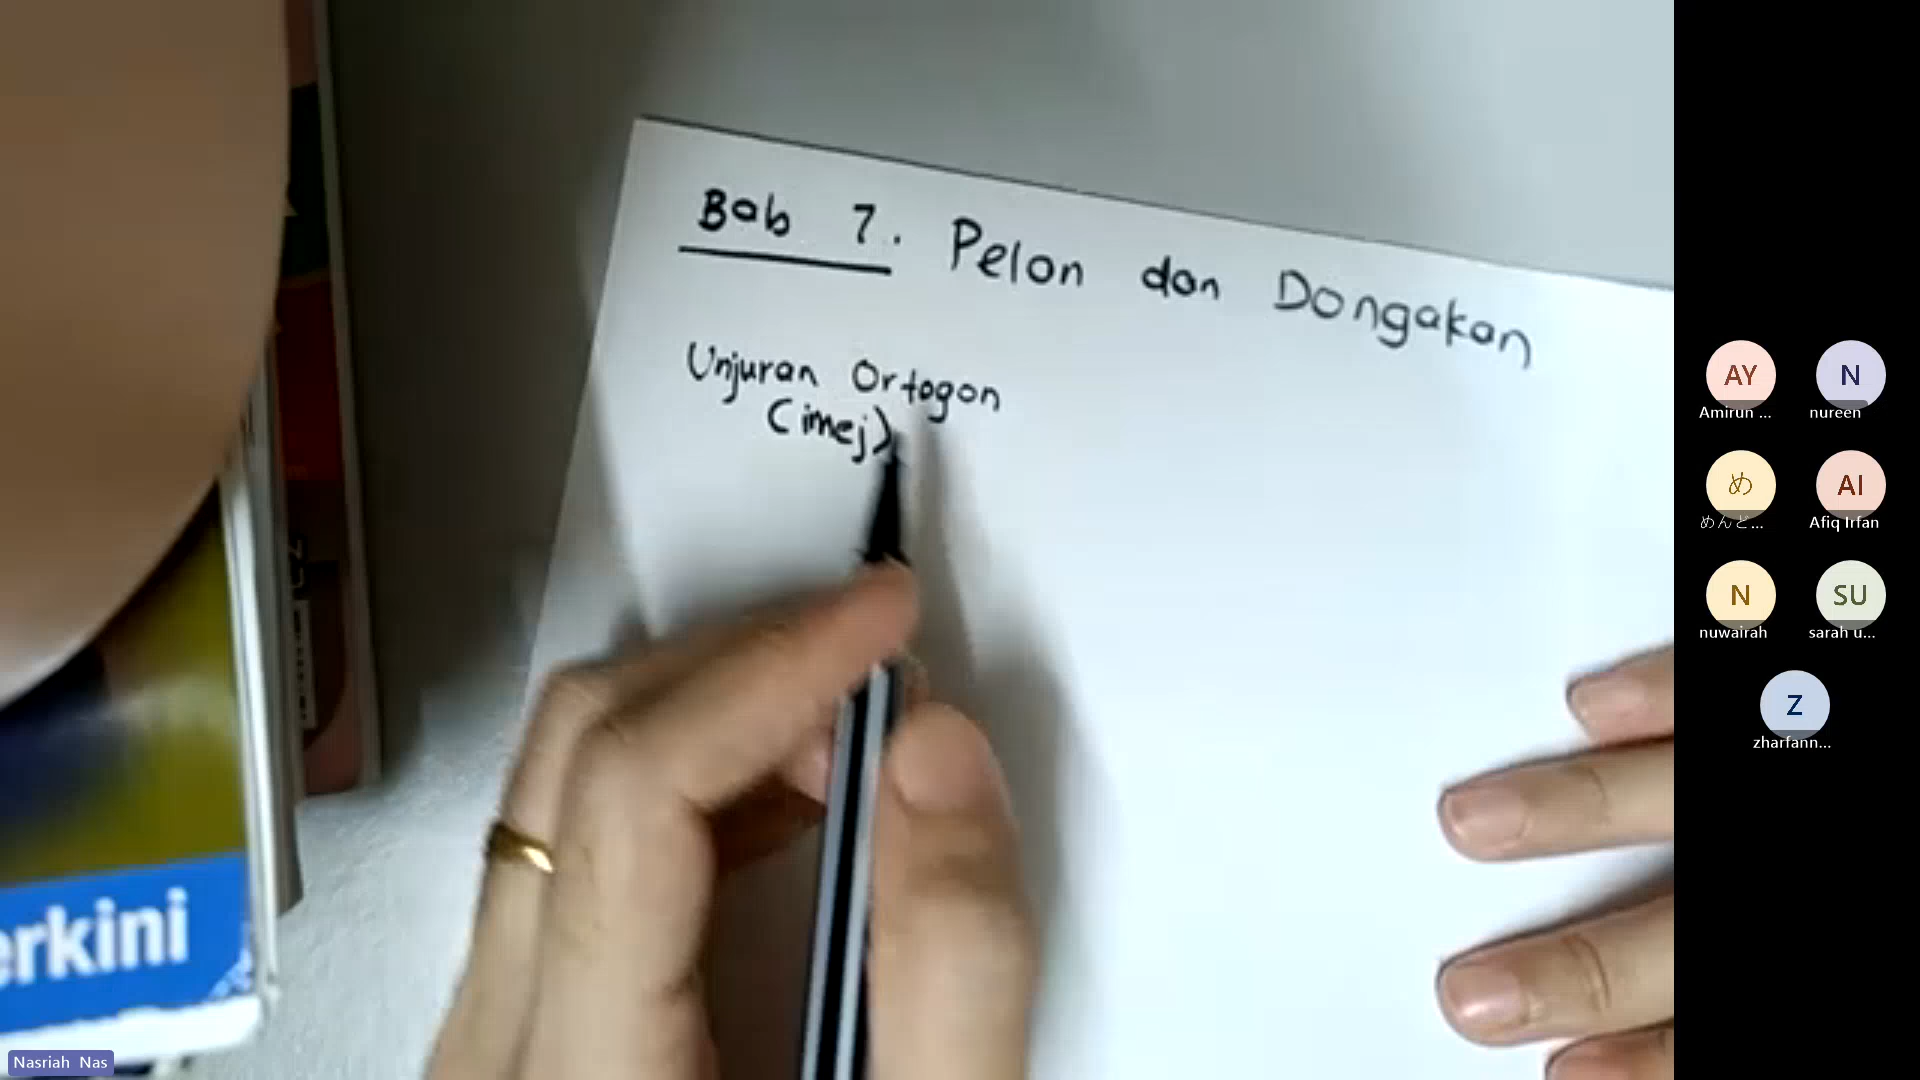 Bab 7. Pelan dan Dongakan
Unjuran Ortogon
(imej)
erkini
Nasriah Nas
AY
Amirun ...
N
nureen
め
めんど...
AI
Afiq Irfan
N
nuwairah
SU
sarah u...
Z
zharfann...